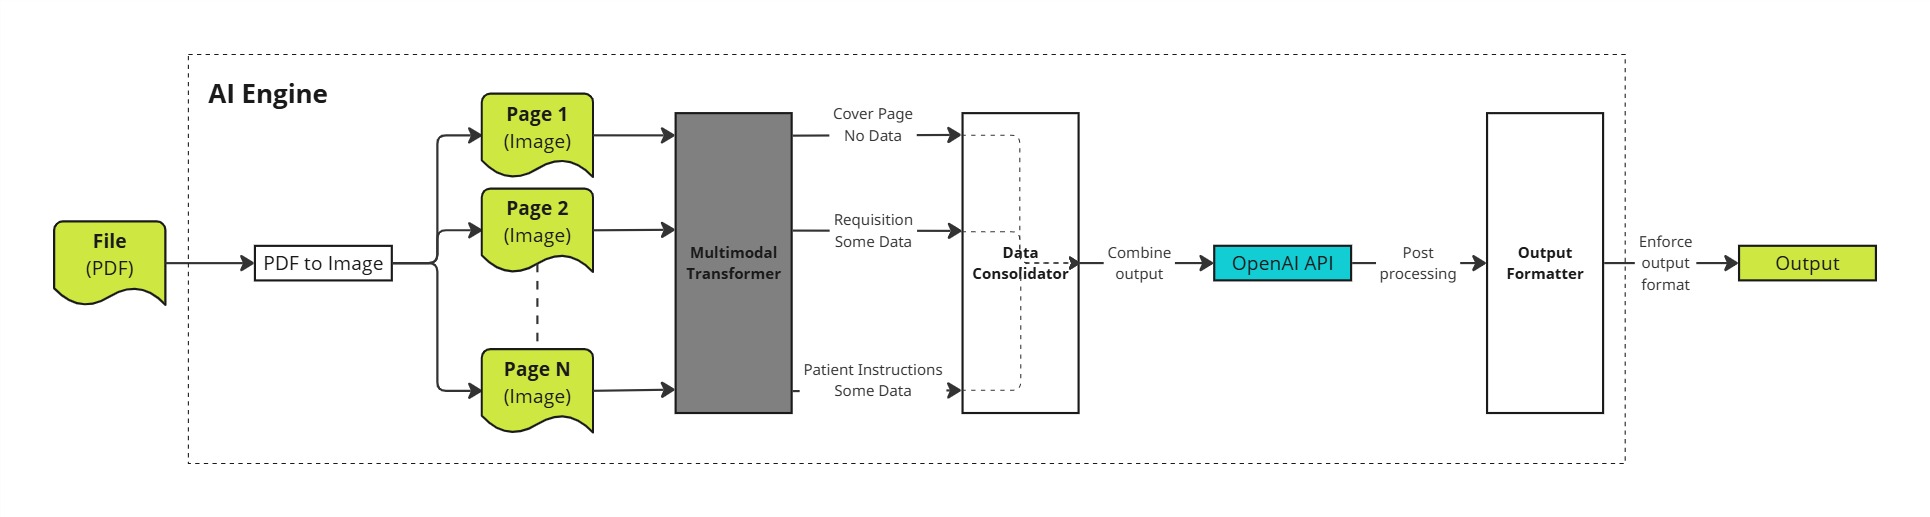 AI Engine
File
(PDF)
PDF to Image
Page 1
(Image)
Page 2
(Image)
Page N
(Image)
Multimodal
Transformer
Cover Page
No Data
Requisition
Some Data
Patient Instructions
Some Data
Data
Consolidator
Combine
output
OpenAI API
Post
processing
Output
Formatter
Enforce
output
format
Output